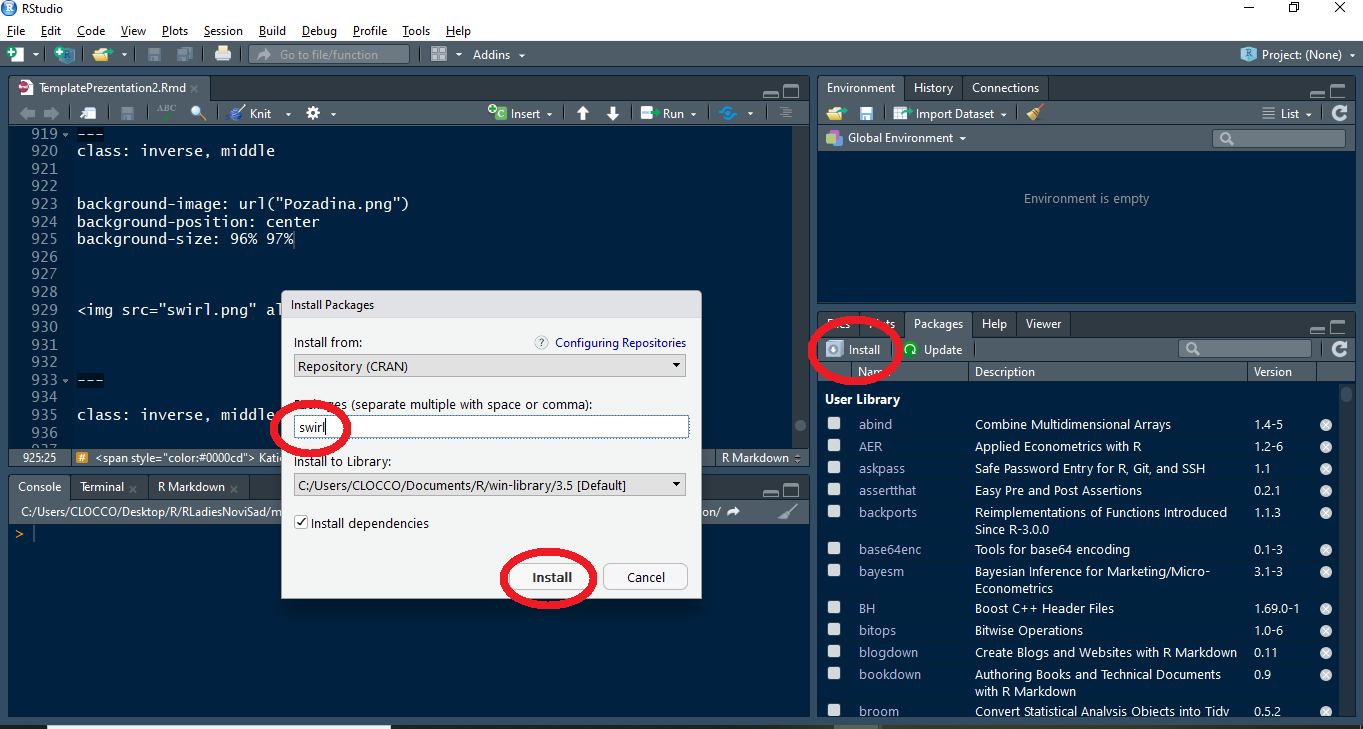 RStudio
File Edit Code View Plots Session Build Debug Profile Tools Help
Go to file/function Addins Project: (None)
TemplatePrezentation2.Rmd
ABC Knit Insert Run
919 ---
920 class: inverse, middle
921
922
923 background-image: url("Pozadina.png")
924 background-position: center
925 background-size: 96% 97%
926
927
928
929 <img src="swirl.png" al
930
931
932
933 ---
934
935 class: inverse, middle
936
937
925:25 # <span style="color:#0000cd"> Katic R Markdown
Console Terminal R Markdown
C:/Users/CLOCCO/Desktop/R/RLadiesNoviSad/m on/
>
Install Packages
Install from: ? Configuring Repositories
Repository (CRAN)
Packages (separate multiple with space or comma):
swirl
Install to Library:
C:/Users/CLOCCO/Documents/R/win-library/3.5 [Default]
Install dependencies
Install Cancel
Environment History Connections
Import Dataset List
Global Environment
Environment is empty
Files Plots Packages Help Viewer
Install Update
Name Description Version
User Library
abind Combine Multidimensional Arrays 1.4-5
AER Applied Econometrics with R 1.2-6
askpass Safe Password Entry for R, Git, and SSH 1.1
assertthat Easy Pre and Post Assertions 0.2.1
backports Reimplementations of Functions Introduced 1.1.3
Since R-3.0.0
base64enc Tools for base64 encoding 0.1-3
bayesm Bayesian Inference for Marketing/Micro- 3.1-3
Econometrics
BH Boost C++ Header Files 1.69.0-1
bitops Bitwise Operations 1.0-6
blogdown Create Blogs and Websites with R Markdown 0.11
bookdown Authoring Books and Technical Documents 0.9
with R Markdown
broom Convert Statistical Analysis Objects into Tidy 0.5.2